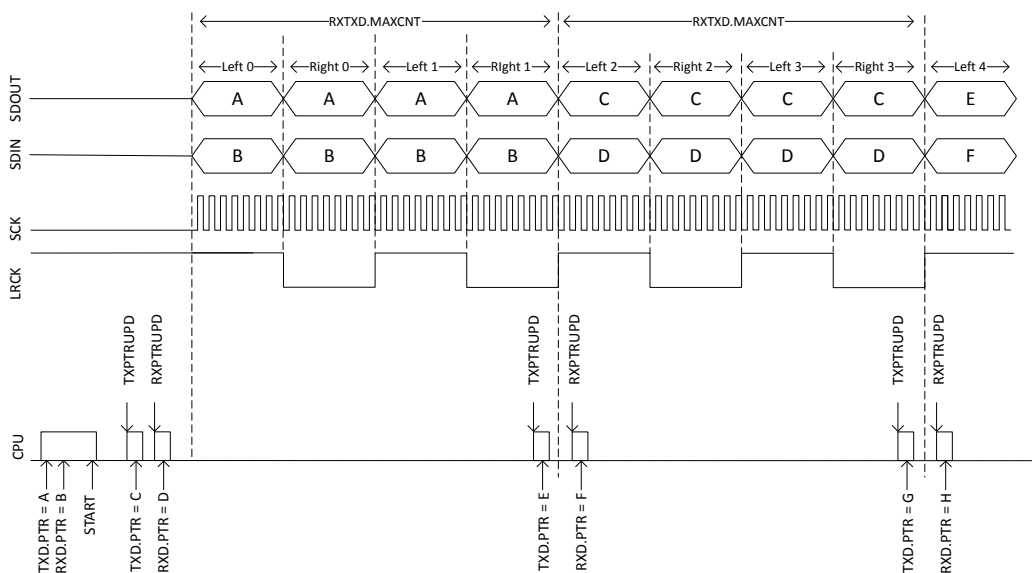 RXTXD.MAXCNT
RXTXD.MAXCNT
Left 0
Right 0
Left 1
RIght 1
Left 2
Right 2
Left 3
Right 3
Left 4
SDOUT
A
A
A
A
C
C
C
C
E
SDIN
B
B
B
B
D
D
D
D
F
SCK
LRCK
TXPTRUPD
RXPTRUPD
TXPTRUPD
RXPTRUPD
TXPTRUPD
RXPTRUPD
CPU
TXD.PTR = A
RXD.PTR = B
START
TXD.PTR = C
RXD.PTR = D
TXD.PTR = E
RXD.PTR = F
TXD.PTR = G
RXD.PTR = H